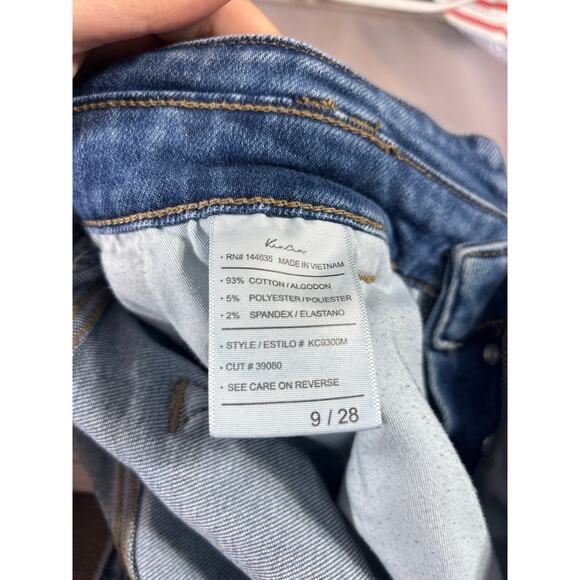 KanCan
• RN# 144635 MADE IN VIETNAM
• 93% COTTON / ALGODON
• 5% POLYESTER / POLIESTER
• 2% SPANDEX / ELASTANO
• STYLE / ESTILO # KC9300M
• CUT # 39080
• SEE CARE ON REVERSE
9 / 28